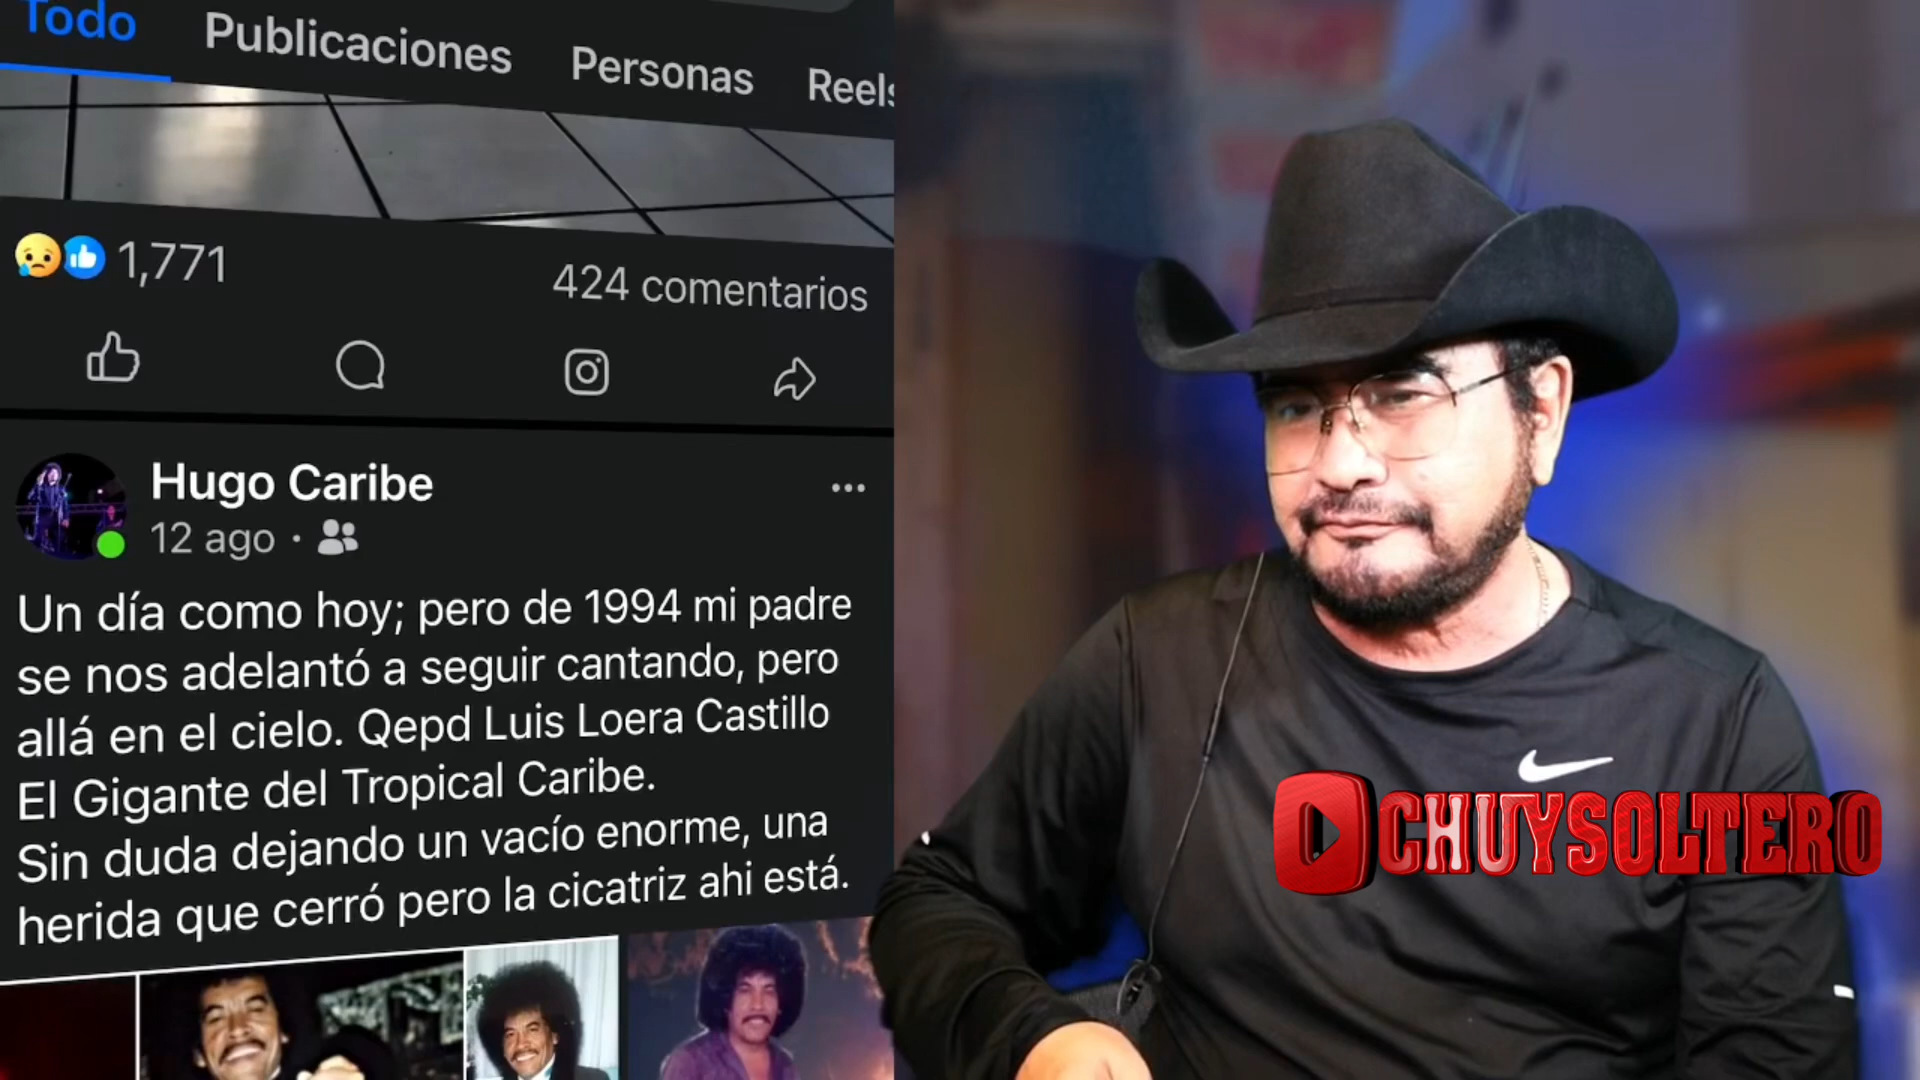 Todo
Publicaciones
Personas
Reels
1,771
424 comentarios
Hugo Caribe
12 ago
Un día como hoy; pero de 1994 mi padre
se nos adelantó a seguir cantando, pero
allá en el cielo. Qepd Luis Loera Castillo
El Gigante del Tropical Caribe.
Sin duda dejando un vacío enorme, una
herida que cerró pero la cicatriz ahi está.
CHUYSOLTERO